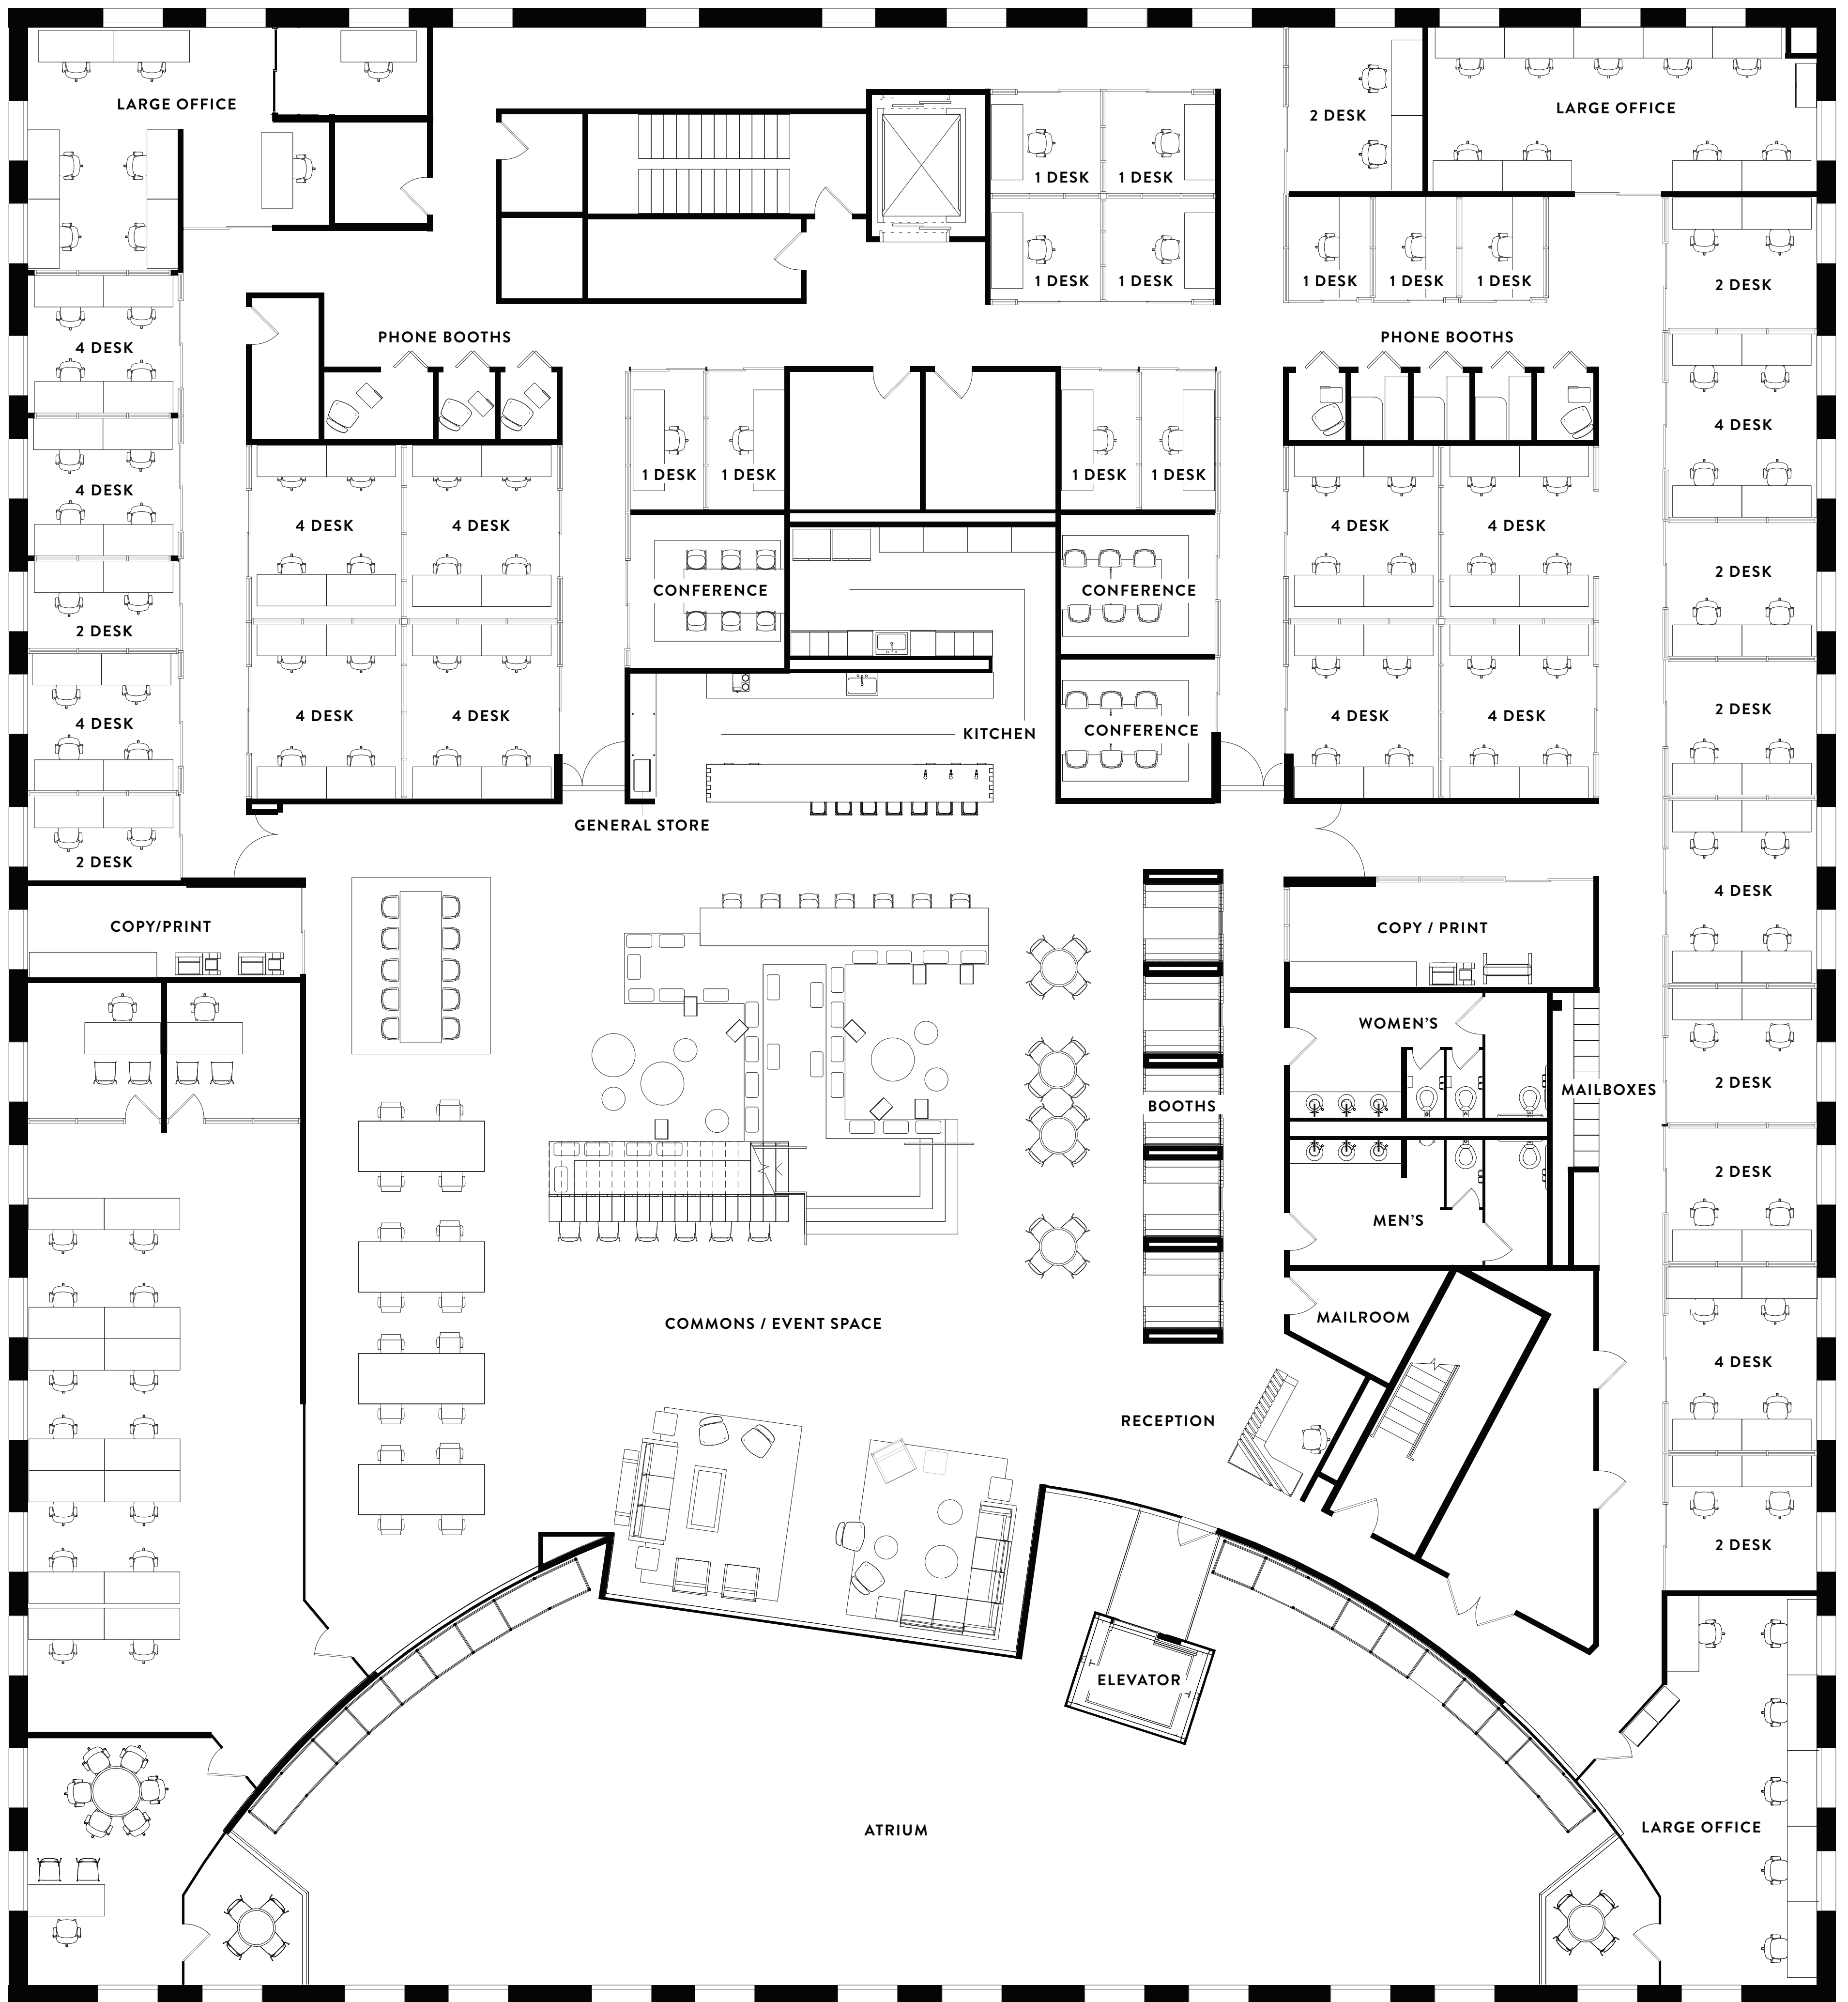 LARGE OFFICE
2 DESK
LARGE OFFICE
1 DESK
1 DESK
1 DESK
1 DESK
1 DESK
1 DESK
1 DESK
2 DESK
PHONE BOOTHS
PHONE BOOTHS
4 DESK
4 DESK
1 DESK
1 DESK
1 DESK
1 DESK
4 DESK
4 DESK
4 DESK
4 DESK
4 DESK
2 DESK
CONFERENCE
CONFERENCE
2 DESK
2 DESK
4 DESK
4 DESK
4 DESK
4 DESK
4 DESK
CONFERENCE
KITCHEN
GENERAL STORE
2 DESK
4 DESK
COPY/PRINT
COPY / PRINT
WOMEN'S
2 DESK
MAILBOXES
BOOTHS
2 DESK
MEN'S
MAILROOM
COMMONS / EVENT SPACE
4 DESK
RECEPTION
2 DESK
ELEVATOR
LARGE OFFICE
ATRIUM